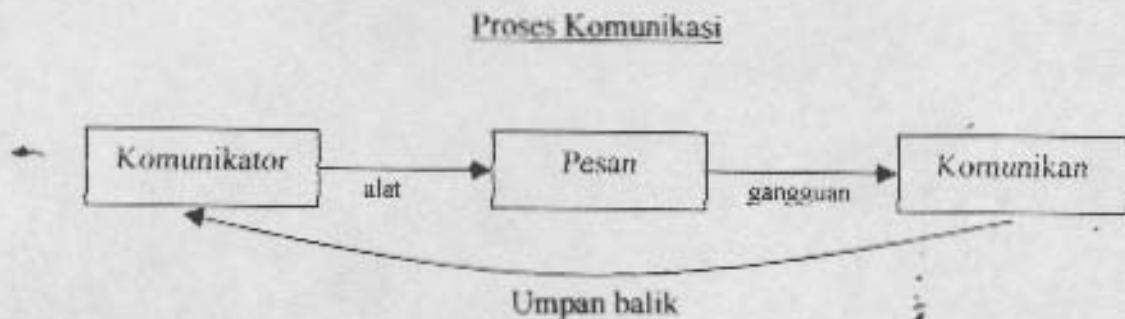 Proses Komunikasi
Komunikator
alat
Pesan
gangguan
Komunikan
Umpan balik